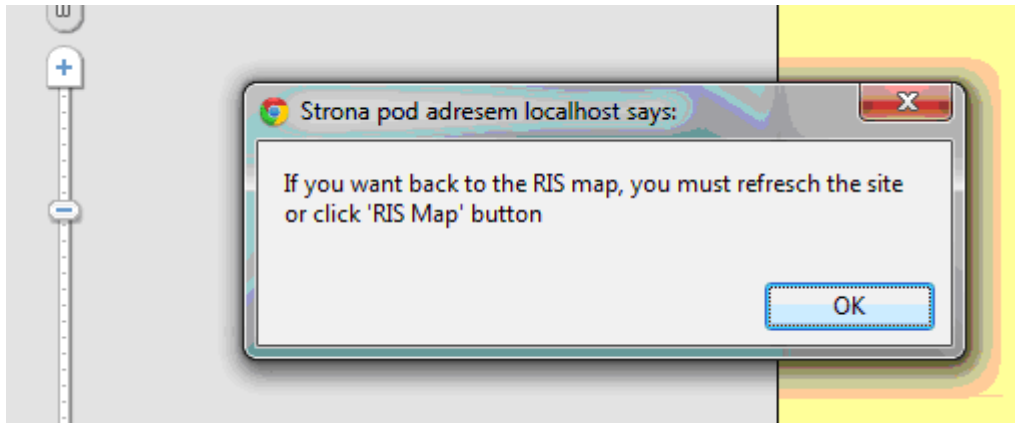 Strona pod adresem localhost says:
If you want back to the RIS map, you must refresch the site
or click 'RIS Map' button
OK